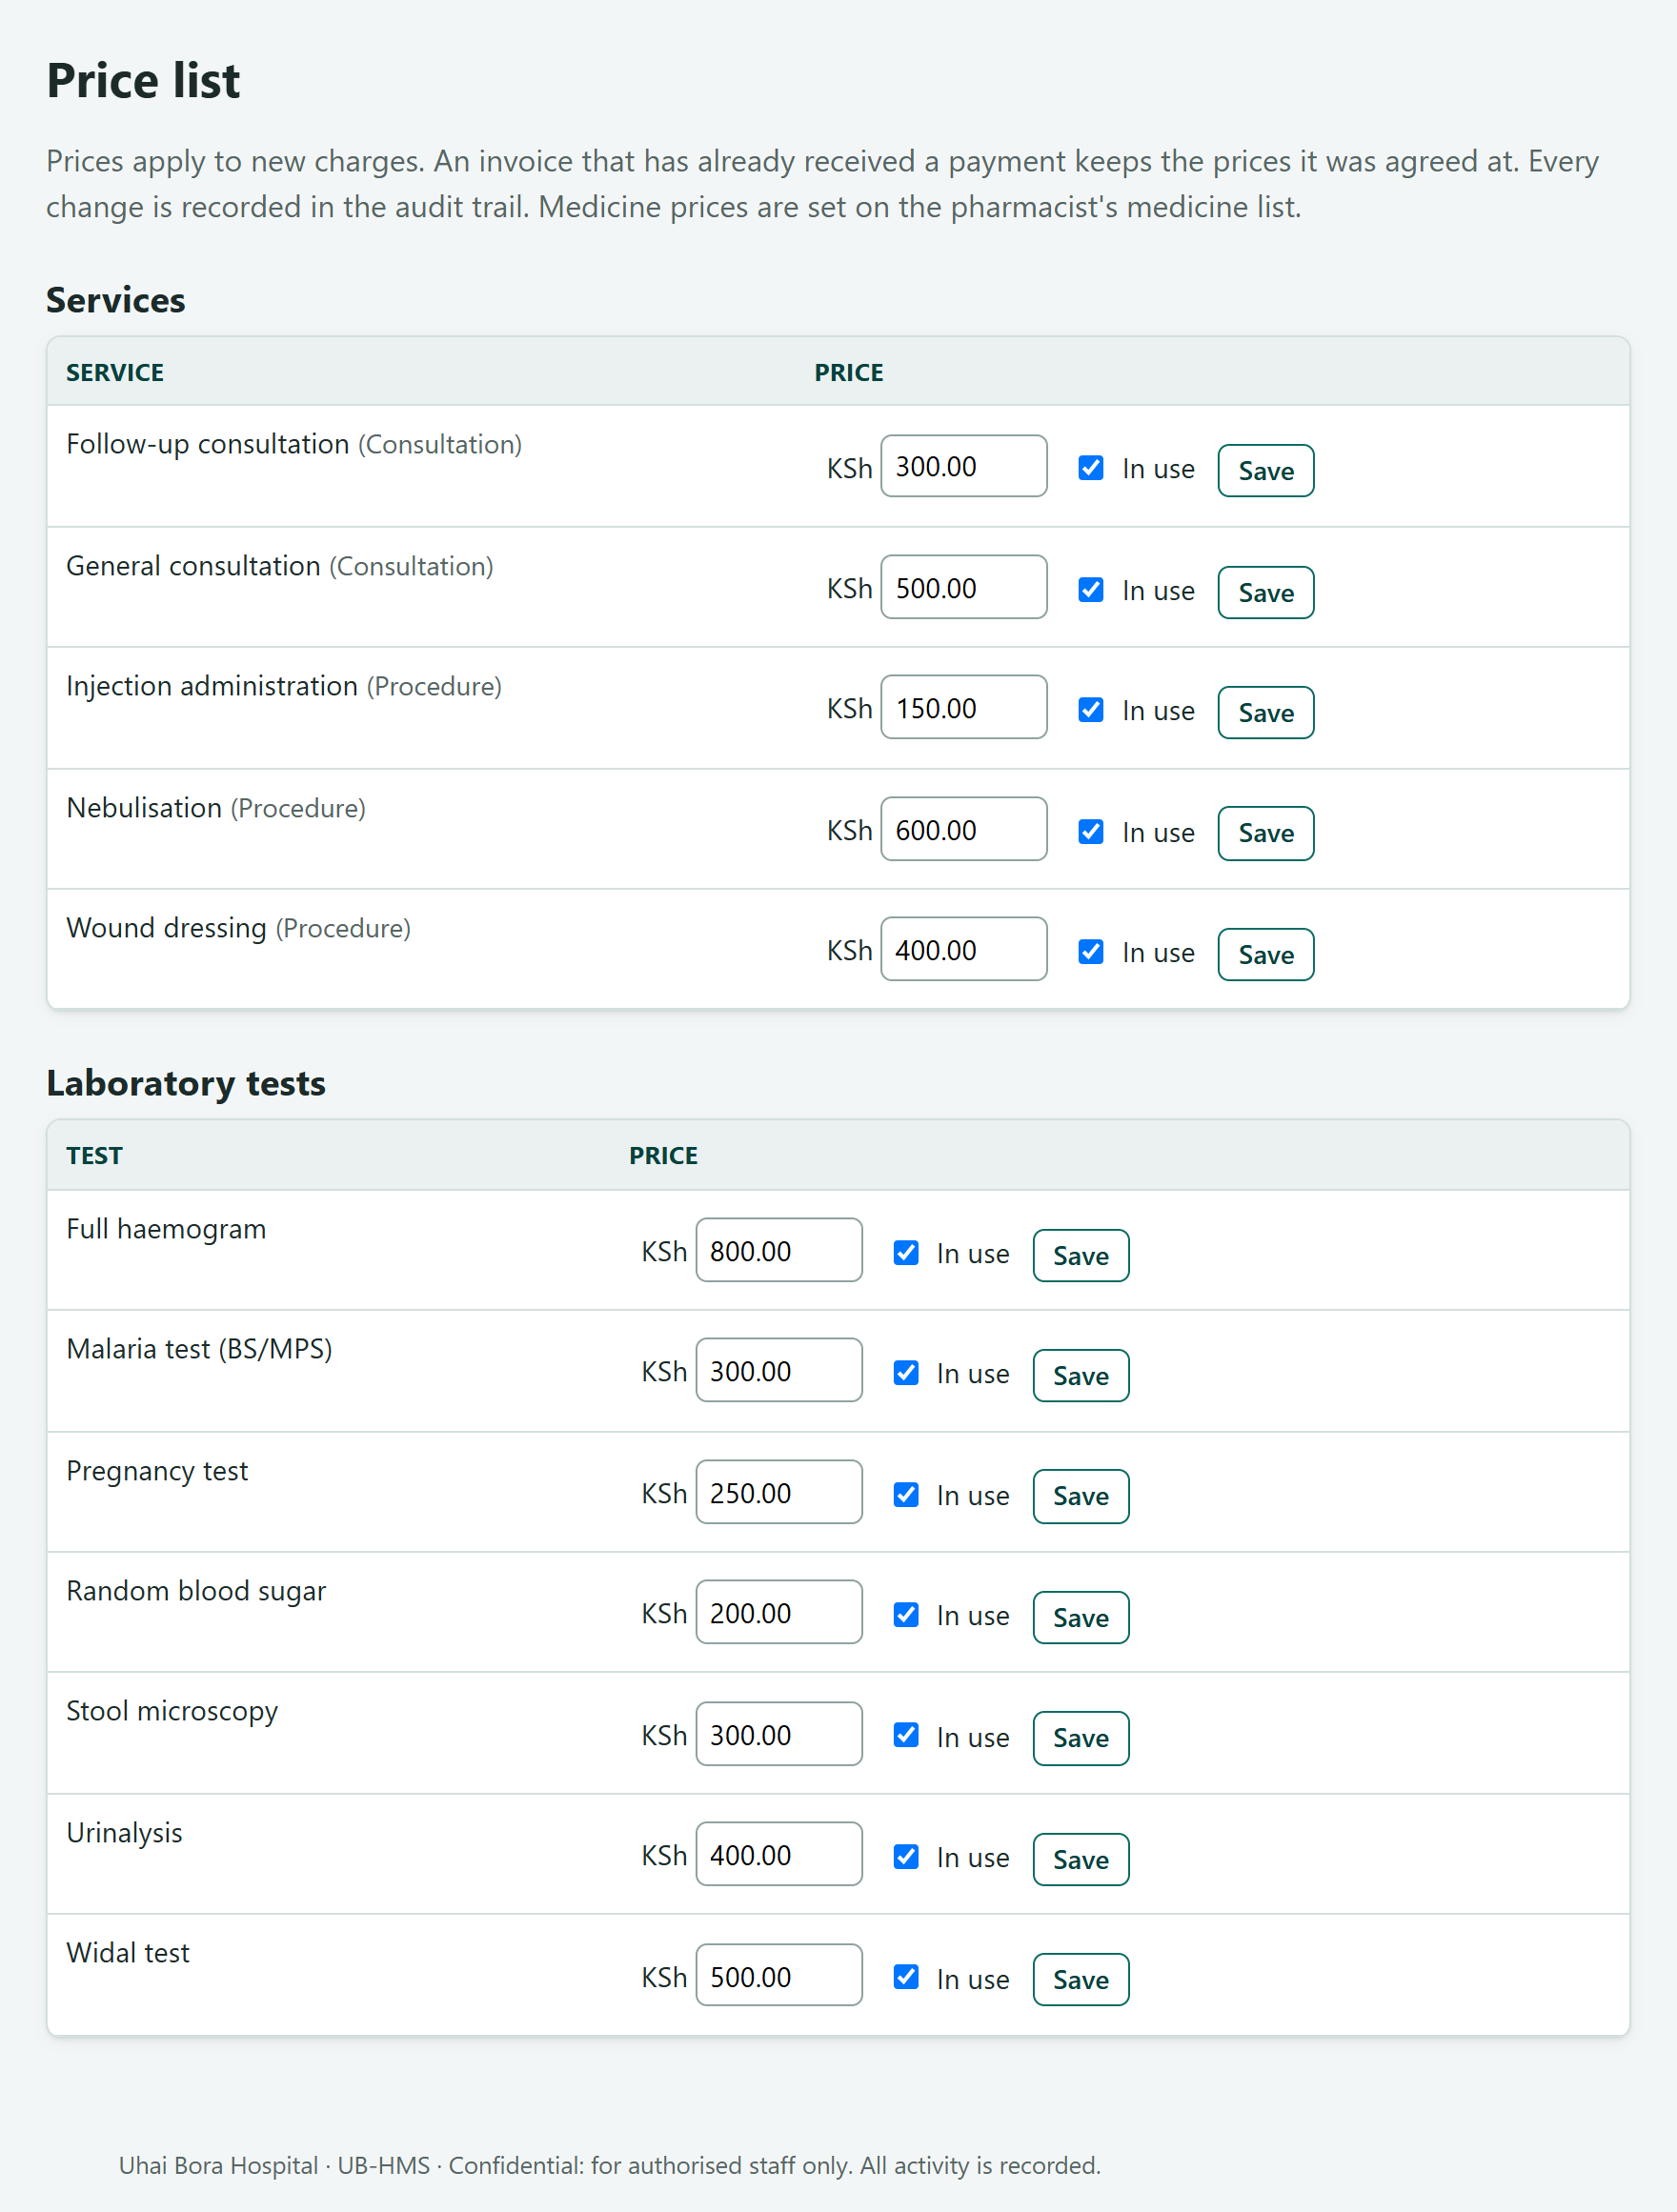 Price list
Prices apply to new charges. An invoice that has already received a payment keeps the prices it was agreed at. Every
change is recorded in the audit trail. Medicine prices are set on the pharmacist's medicine list.
Services
SERVICE PRICE
Follow-up consultation (Consultation) KSh 300.00 In use Save
General consultation (Consultation) KSh 500.00 In use Save
Injection administration (Procedure) KSh 150.00 In use Save
Nebulisation (Procedure) KSh 600.00 In use Save
Wound dressing (Procedure) KSh 400.00 In use Save
Laboratory tests
TEST PRICE
Full haemogram KSh 800.00 In use Save
Malaria test (BS/MPS) KSh 300.00 In use Save
Pregnancy test KSh 250.00 In use Save
Random blood sugar KSh 200.00 In use Save
Stool microscopy KSh 300.00 In use Save
Urinalysis KSh 400.00 In use Save
Widal test KSh 500.00 In use Save
Uhai Bora Hospital · UB-HMS · Confidential: for authorised staff only. All activity is recorded.